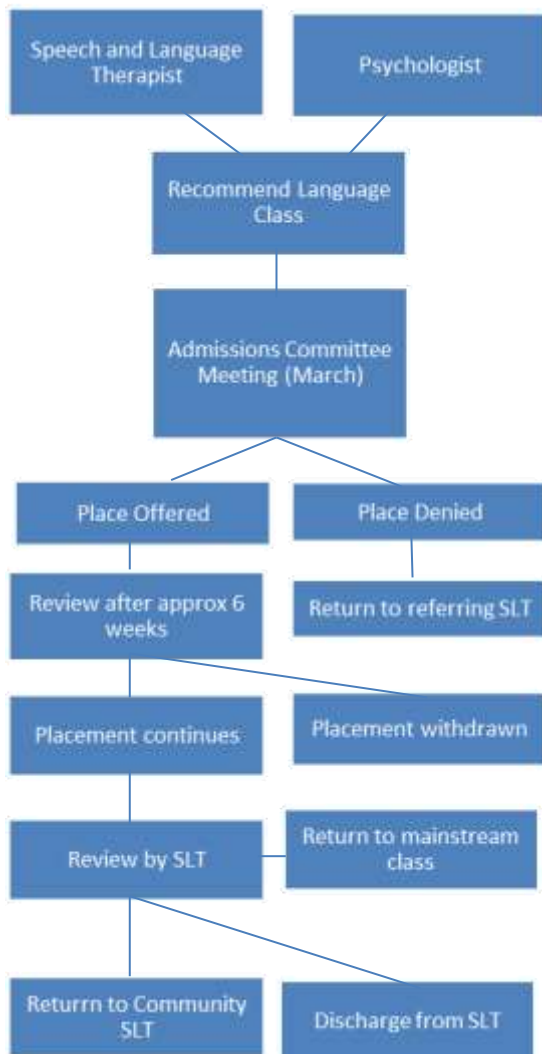 Speech and Language
Therapist
Psychologist
Recommend Language
Class
Admissions Committee
Meeting (March)
Place Offered
Place Denied
Review after approx 6
weeks
Return to referring SLT
Placement continues
Placement withdrawn
Review by SLT
Return to mainstream
class
Returrn to Community
SLT
Discharge from SLT